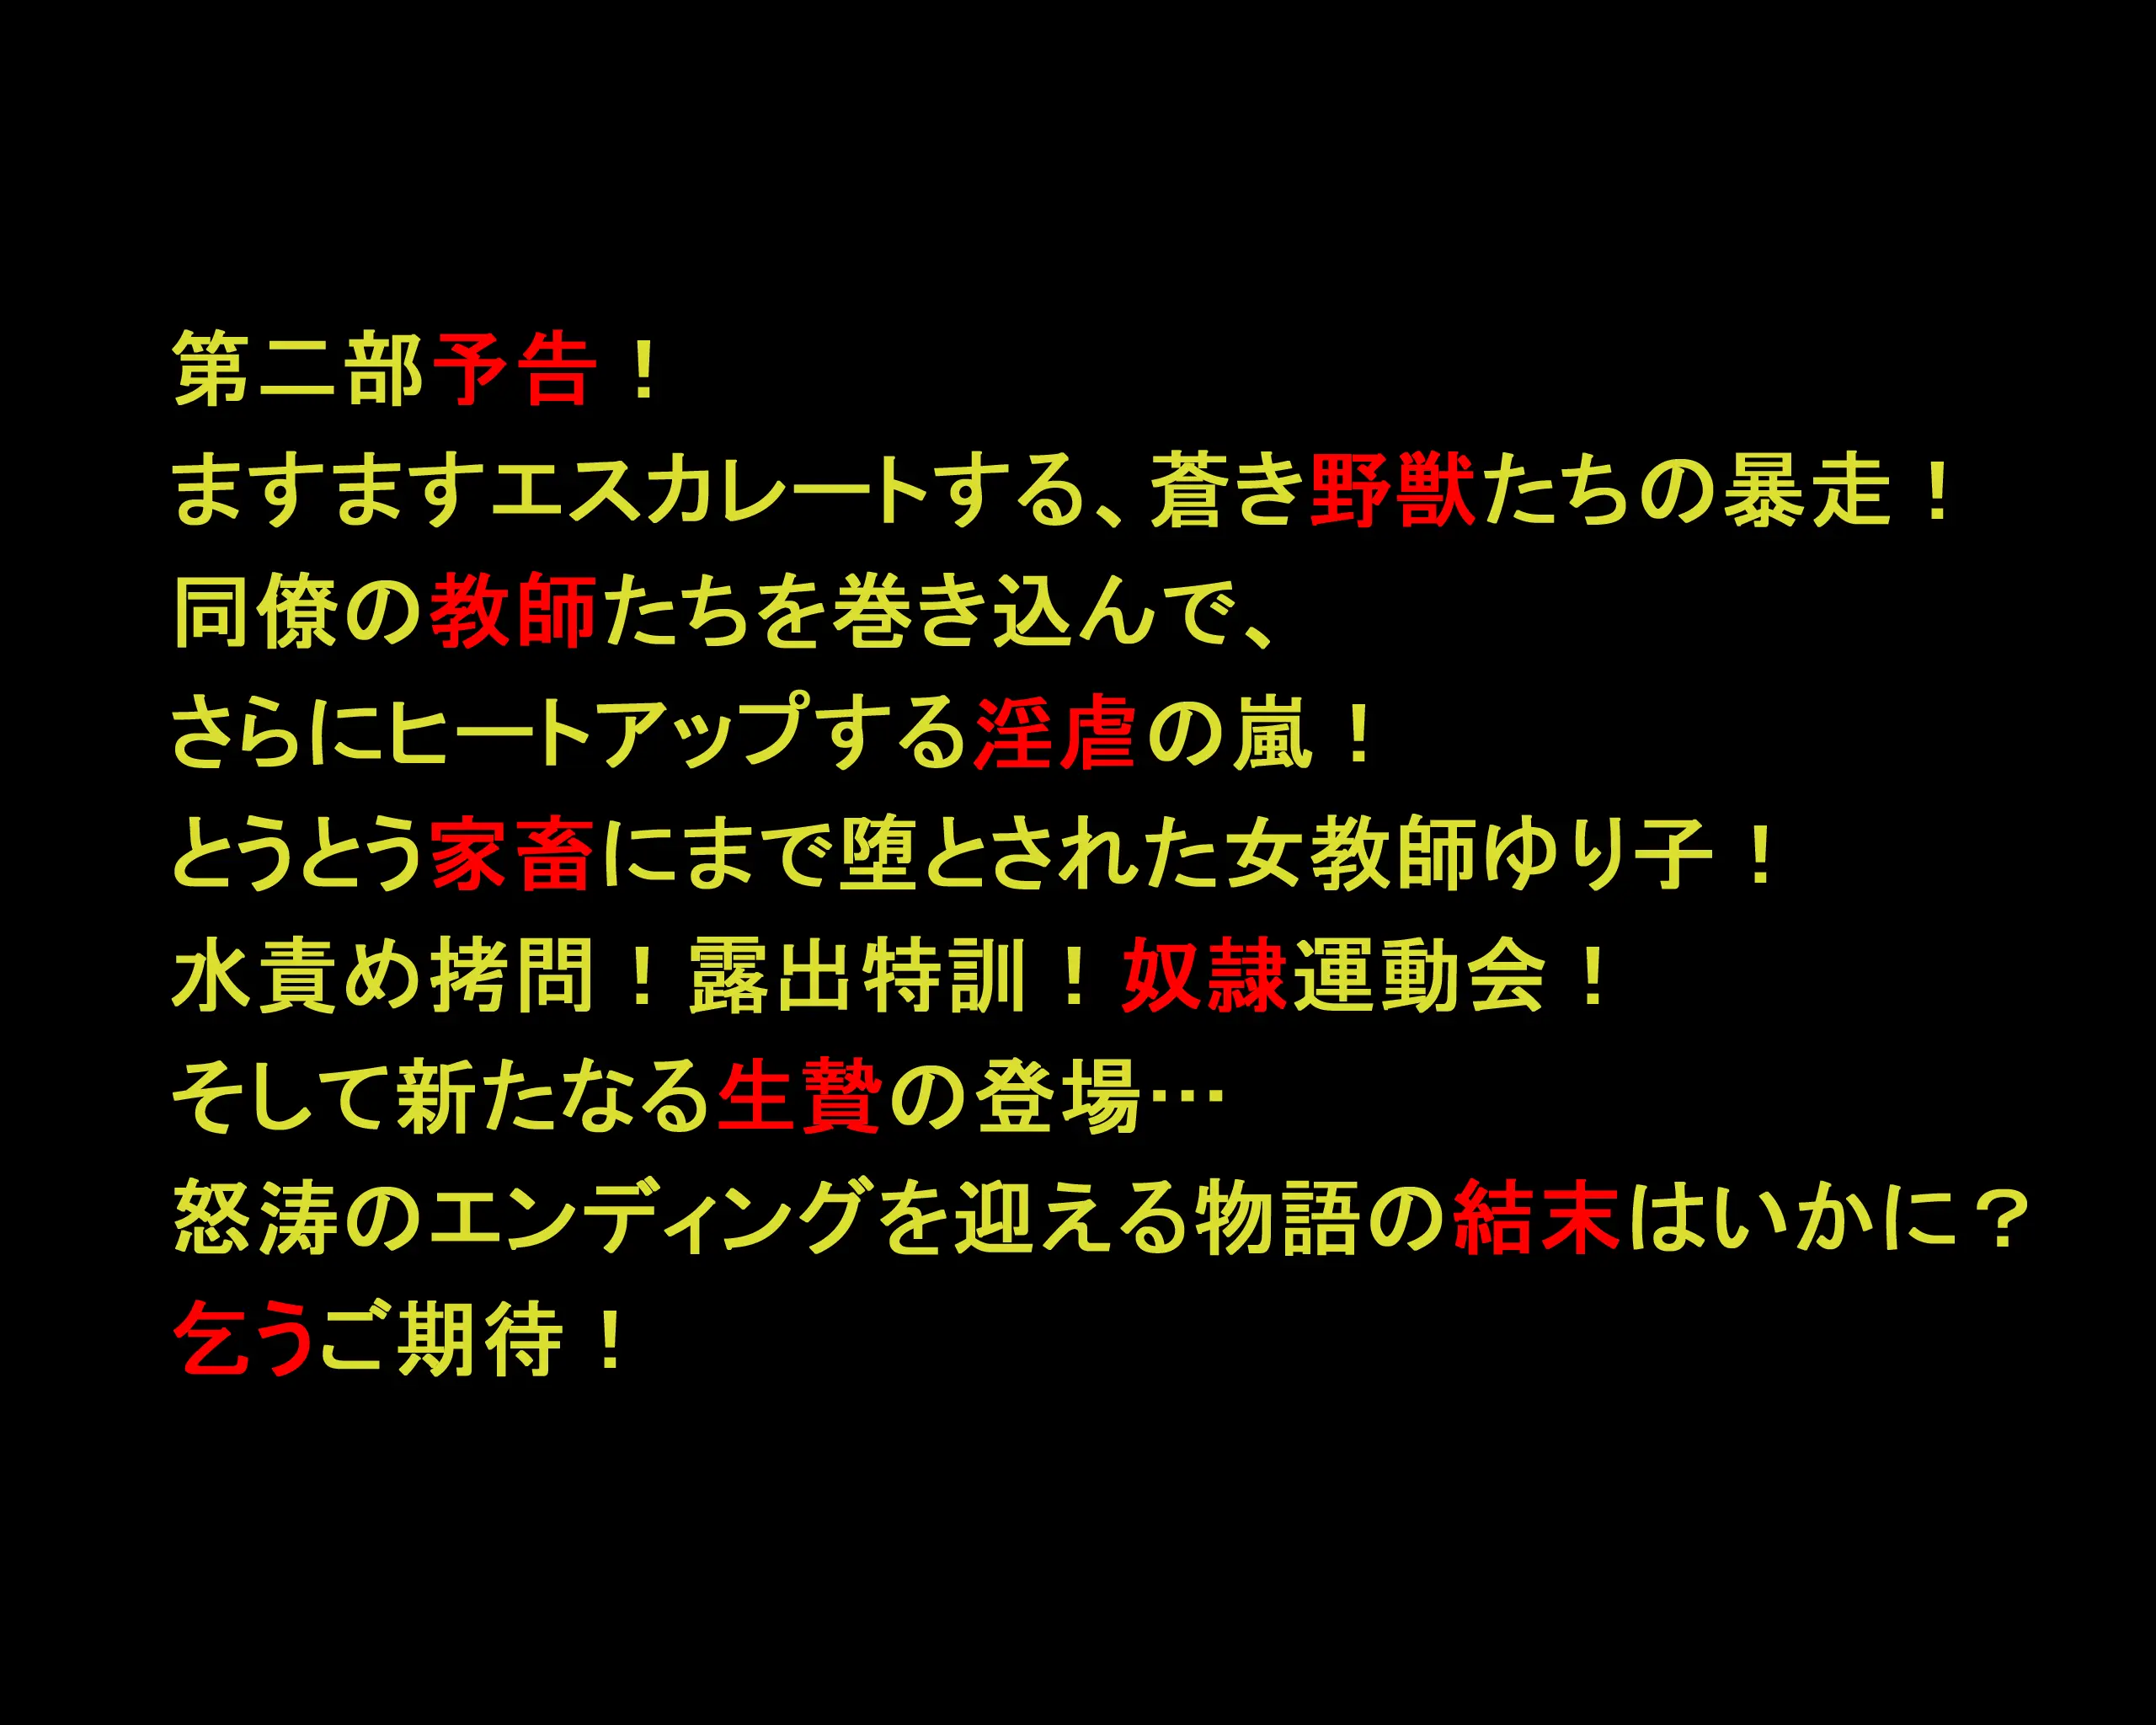 第二部予告！
ますますエスカレートする、蒼き野獣たちの暴走！
同僚の教師たちを巻き込んで、
さらにヒートアップする淫虐の嵐！
とうとう家畜にまで堕とされた女教師ゆり子！
水責め拷問！露出特訓！奴隷運動会！
そして新たなる生贄の登場…
怒涛のエンディングを迎える物語の結末はいかに？
乞うご期待！